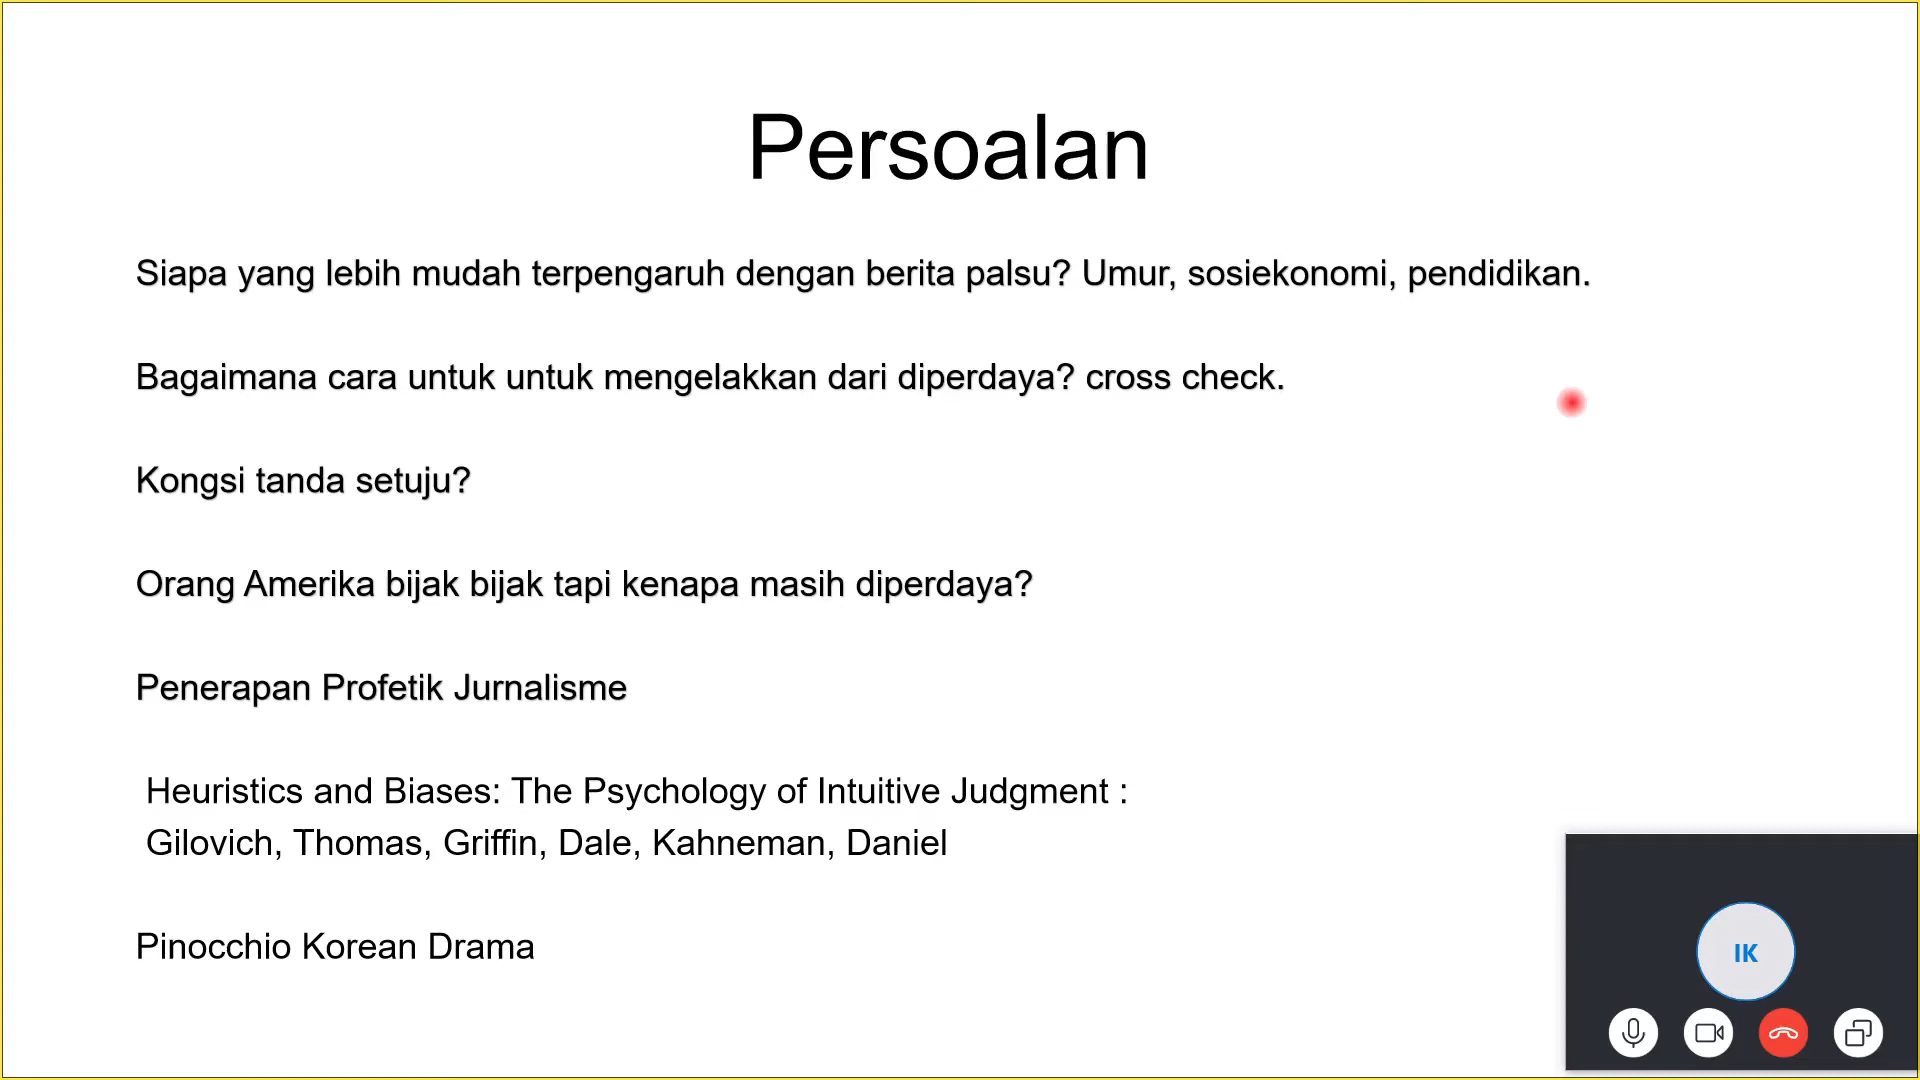 Persoalan
Siapa yang lebih mudah terpengaruh dengan berita palsu? Umur, sosiekonomi, pendidikan.
Bagaimana cara untuk untuk mengelakkan dari diperdaya? cross check.
Kongsi tanda setuju?
Orang Amerika bijak bijak tapi kenapa masih diperdaya?
Penerapan Profetik Jurnalisme
Heuristics and Biases: The Psychology of Intuitive Judgment :
Gilovich, Thomas, Griffin, Dale, Kahneman, Daniel
Pinocchio Korean Drama
IK